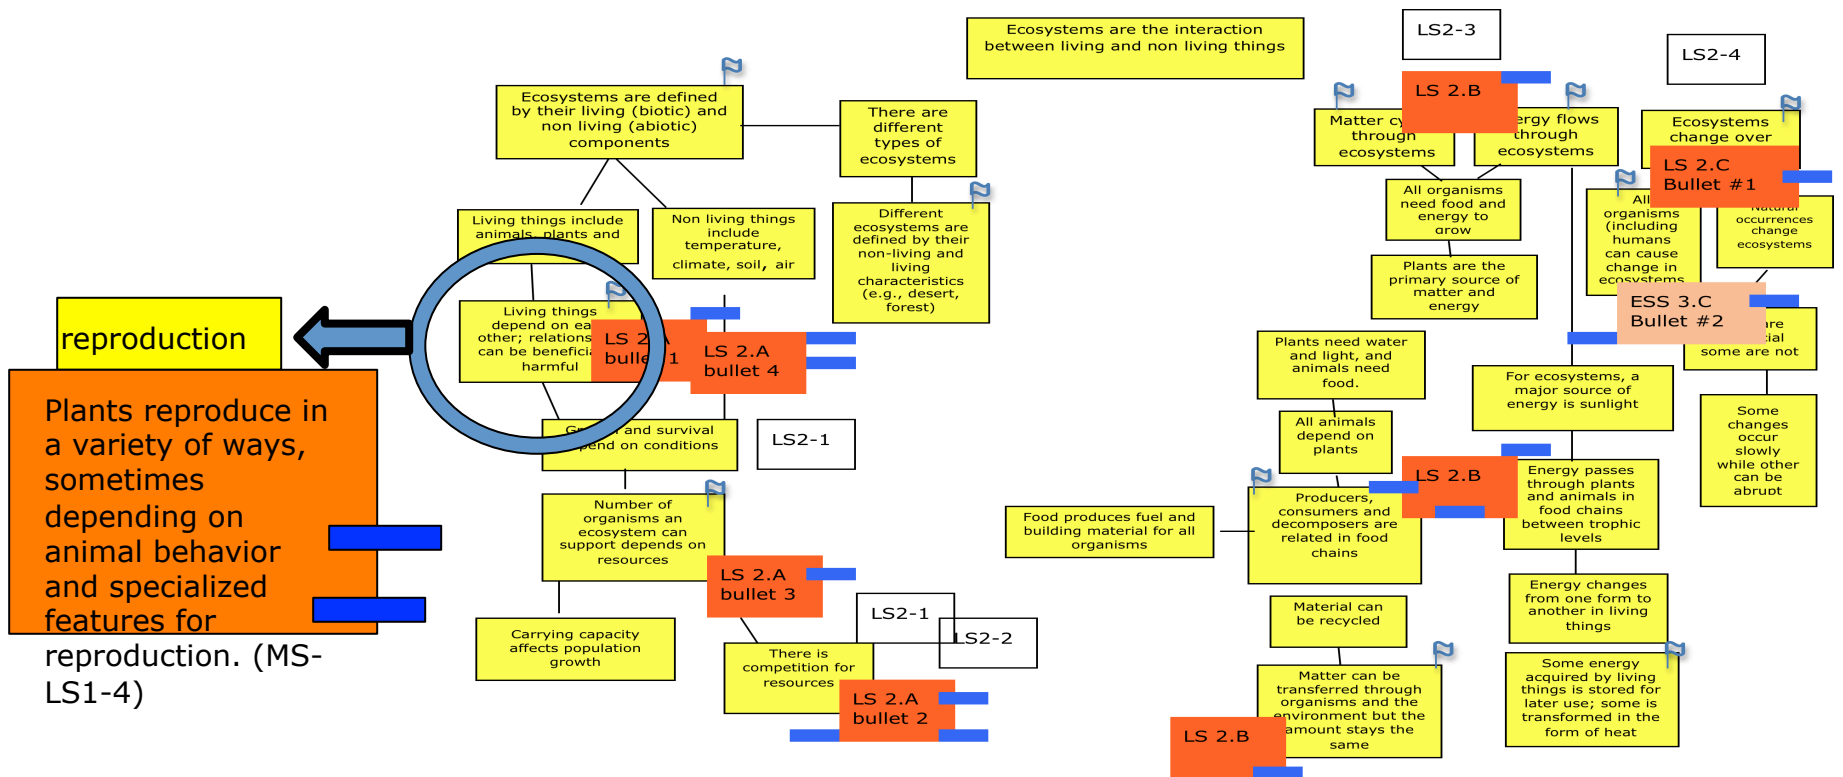 Ecosystems are the interaction
between living and non living things
LS2-3
LS2-4
Ecosystems are defined
by their living (biotic) and
non living (abiotic)
components
There are
different
types of
ecosystems
Living things include
animals, plants and
Non living things
include
temperature,
climate, soil, air
Different
ecosystems are
defined by their
non-living and
living
characteristics
(e.g., desert,
forest)
Living things
depend on ea
other; relations
can be benefici
harmful
LS 2.A
bullet 1
LS 2.A
bullet 4
reproduction
Plants reproduce in
a variety of ways,
sometimes
depending on
animal behavior
and specialized
features for
reproduction. (MS-
LS1-4)
and survival
depend on conditions
LS2-1
Number of
organisms an
ecosystem can
support depends on
resources
LS 2.A
bullet 3
Carrying capacity
affects population
growth
LS2-1
LS2-2
There is
competition for
resources
LS 2.A
bullet 2
LS 2.B
Matter cy
through
ecosystems
ergy flows
through
ecosystems
All organisms
need food and
energy to
grow
Plants are the
primary source of
matter and
energy
Plants need water
and light, and
animals need
food.
All animals
depend on
plants
Producers,
consumers and
decomposers are
related in food
chains
Food produces fuel and
building material for all
organisms
LS 2.B
Material can
be recycled
Matter can be
transferred through
organisms and the
environment but the
amount stays the
same
LS 2.B
For ecosystems, a
major source of
energy is sunlight
Energy passes
through plants
and animals in
food chains
between trophic
levels
Energy changes
from one form to
another in living
things
Some energy
acquired by living
things is stored for
later use; some is
transformed in the
form of heat
Ecosystems
change over
LS 2.C
Bullet #1
All
organisms
(including
humans
can cause
change in
ecosystems
Natural
occurrences
change
ecosystems
ESS 3.C
Bullet #2
are
cial
some are not
Some
changes
occur
slowly
while other
can be
abrupt